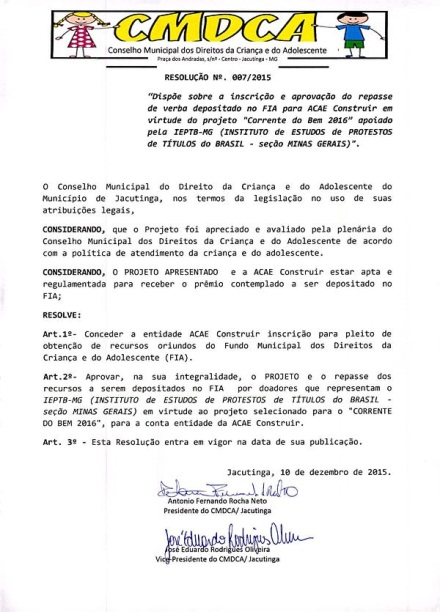 CMDCA
Conselho Municipal dos Direitos da Criança e do Adolescente
Praça dos Andradas, s/nº - Centro - Jacutinga - MG
RESOLUÇÃO Nº. 007/2015
“Dispõe sobre a inscrição e aprovação do repasse
de verba depositado no FIA para ACAE Construir em
virtude do projeto "Corrente do Bem 2016” apoiado
pela IEPTB-MG (INSTITUTO DE ESTUDOS DE PROTESTOS
DE TÍTULOS DO BRASIL - seção MINAS GERAIS)".
O Conselho Municipal do Direito da Criança e do Adolescente do
Município de Jacutinga, nos termos da legislação no uso de suas
atribuições legais,
CONSIDERANDO, que o Projeto foi apreciado e avaliado pela plenária do
Conselho Municipal dos Direitos da Criança e do Adolescente de acordo
com a política de atendimento da criança e do adolescente.
CONSIDERANDO, O PROJETO APRESENTADO e a ACAE Construir estar apta e
regulamentada para receber o prêmio contemplado a ser depositado no
FIA;
RESOLVE:
Art.1º- Conceder a entidade ACAE Construir inscrição para pleito de
obtenção de recursos oriundos do Fundo Municipal dos Direitos da
Criança e do Adolescente (FIA).
Art.2º- Aprovar, na sua integralidade, o PROJETO e o repasse dos
recursos a serem depositados no FIA por doadores que representam o
IEPTB-MG (INSTITUTO DE ESTUDOS DE PROTESTOS DE TÍTULOS DO BRASIL -
seção MINAS GERAIS) em virtude ao projeto selecionado para o "CORRENTE
DO BEM 2016", para a conta entidade da ACAE Construir.
Art. 3º - Esta Resolução entra em vigor na data de sua publicação.
Jacutinga, 10 de dezembro de 2015.
Antonio Fernando Rocha Neto
Presidente do CMDCA/ Jacutinga
José Eduardo Rodrigues Oliveira
José Eduardo Rodrigues Oliveira
Vice-Presidente do CMDCA/ Jacutinga